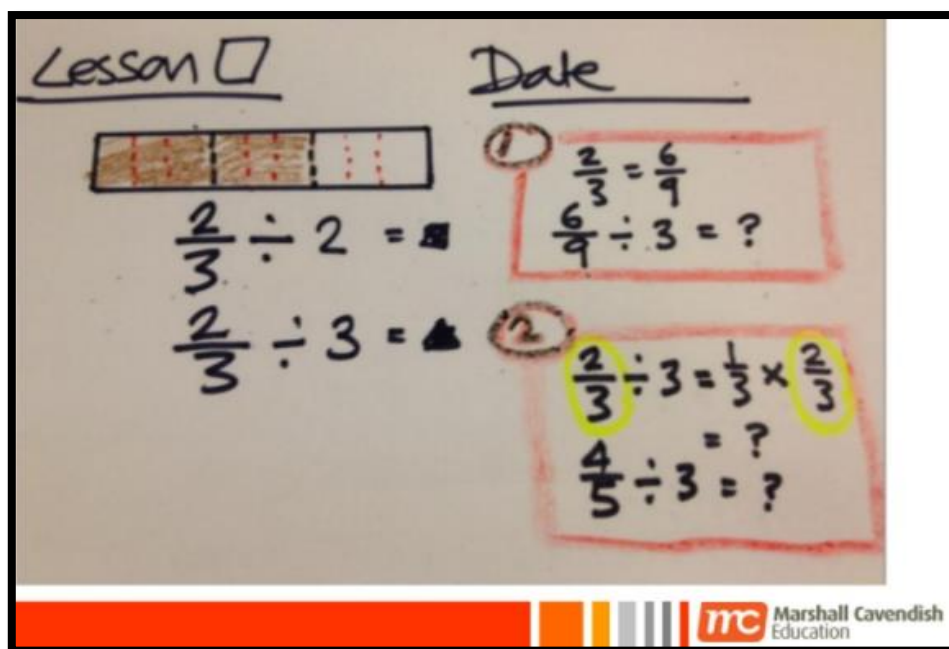 Lesson □
Date
2/3 ÷ 2 = ■
2/3 ÷ 3 = ▲
1
2/3 = 6/9
6/9 ÷ 3 = ?
2
2/3 ÷ 3 = 1/3 × 2/3
= ?
4/5 ÷ 3 = ?
mc Marshall Cavendish
Education